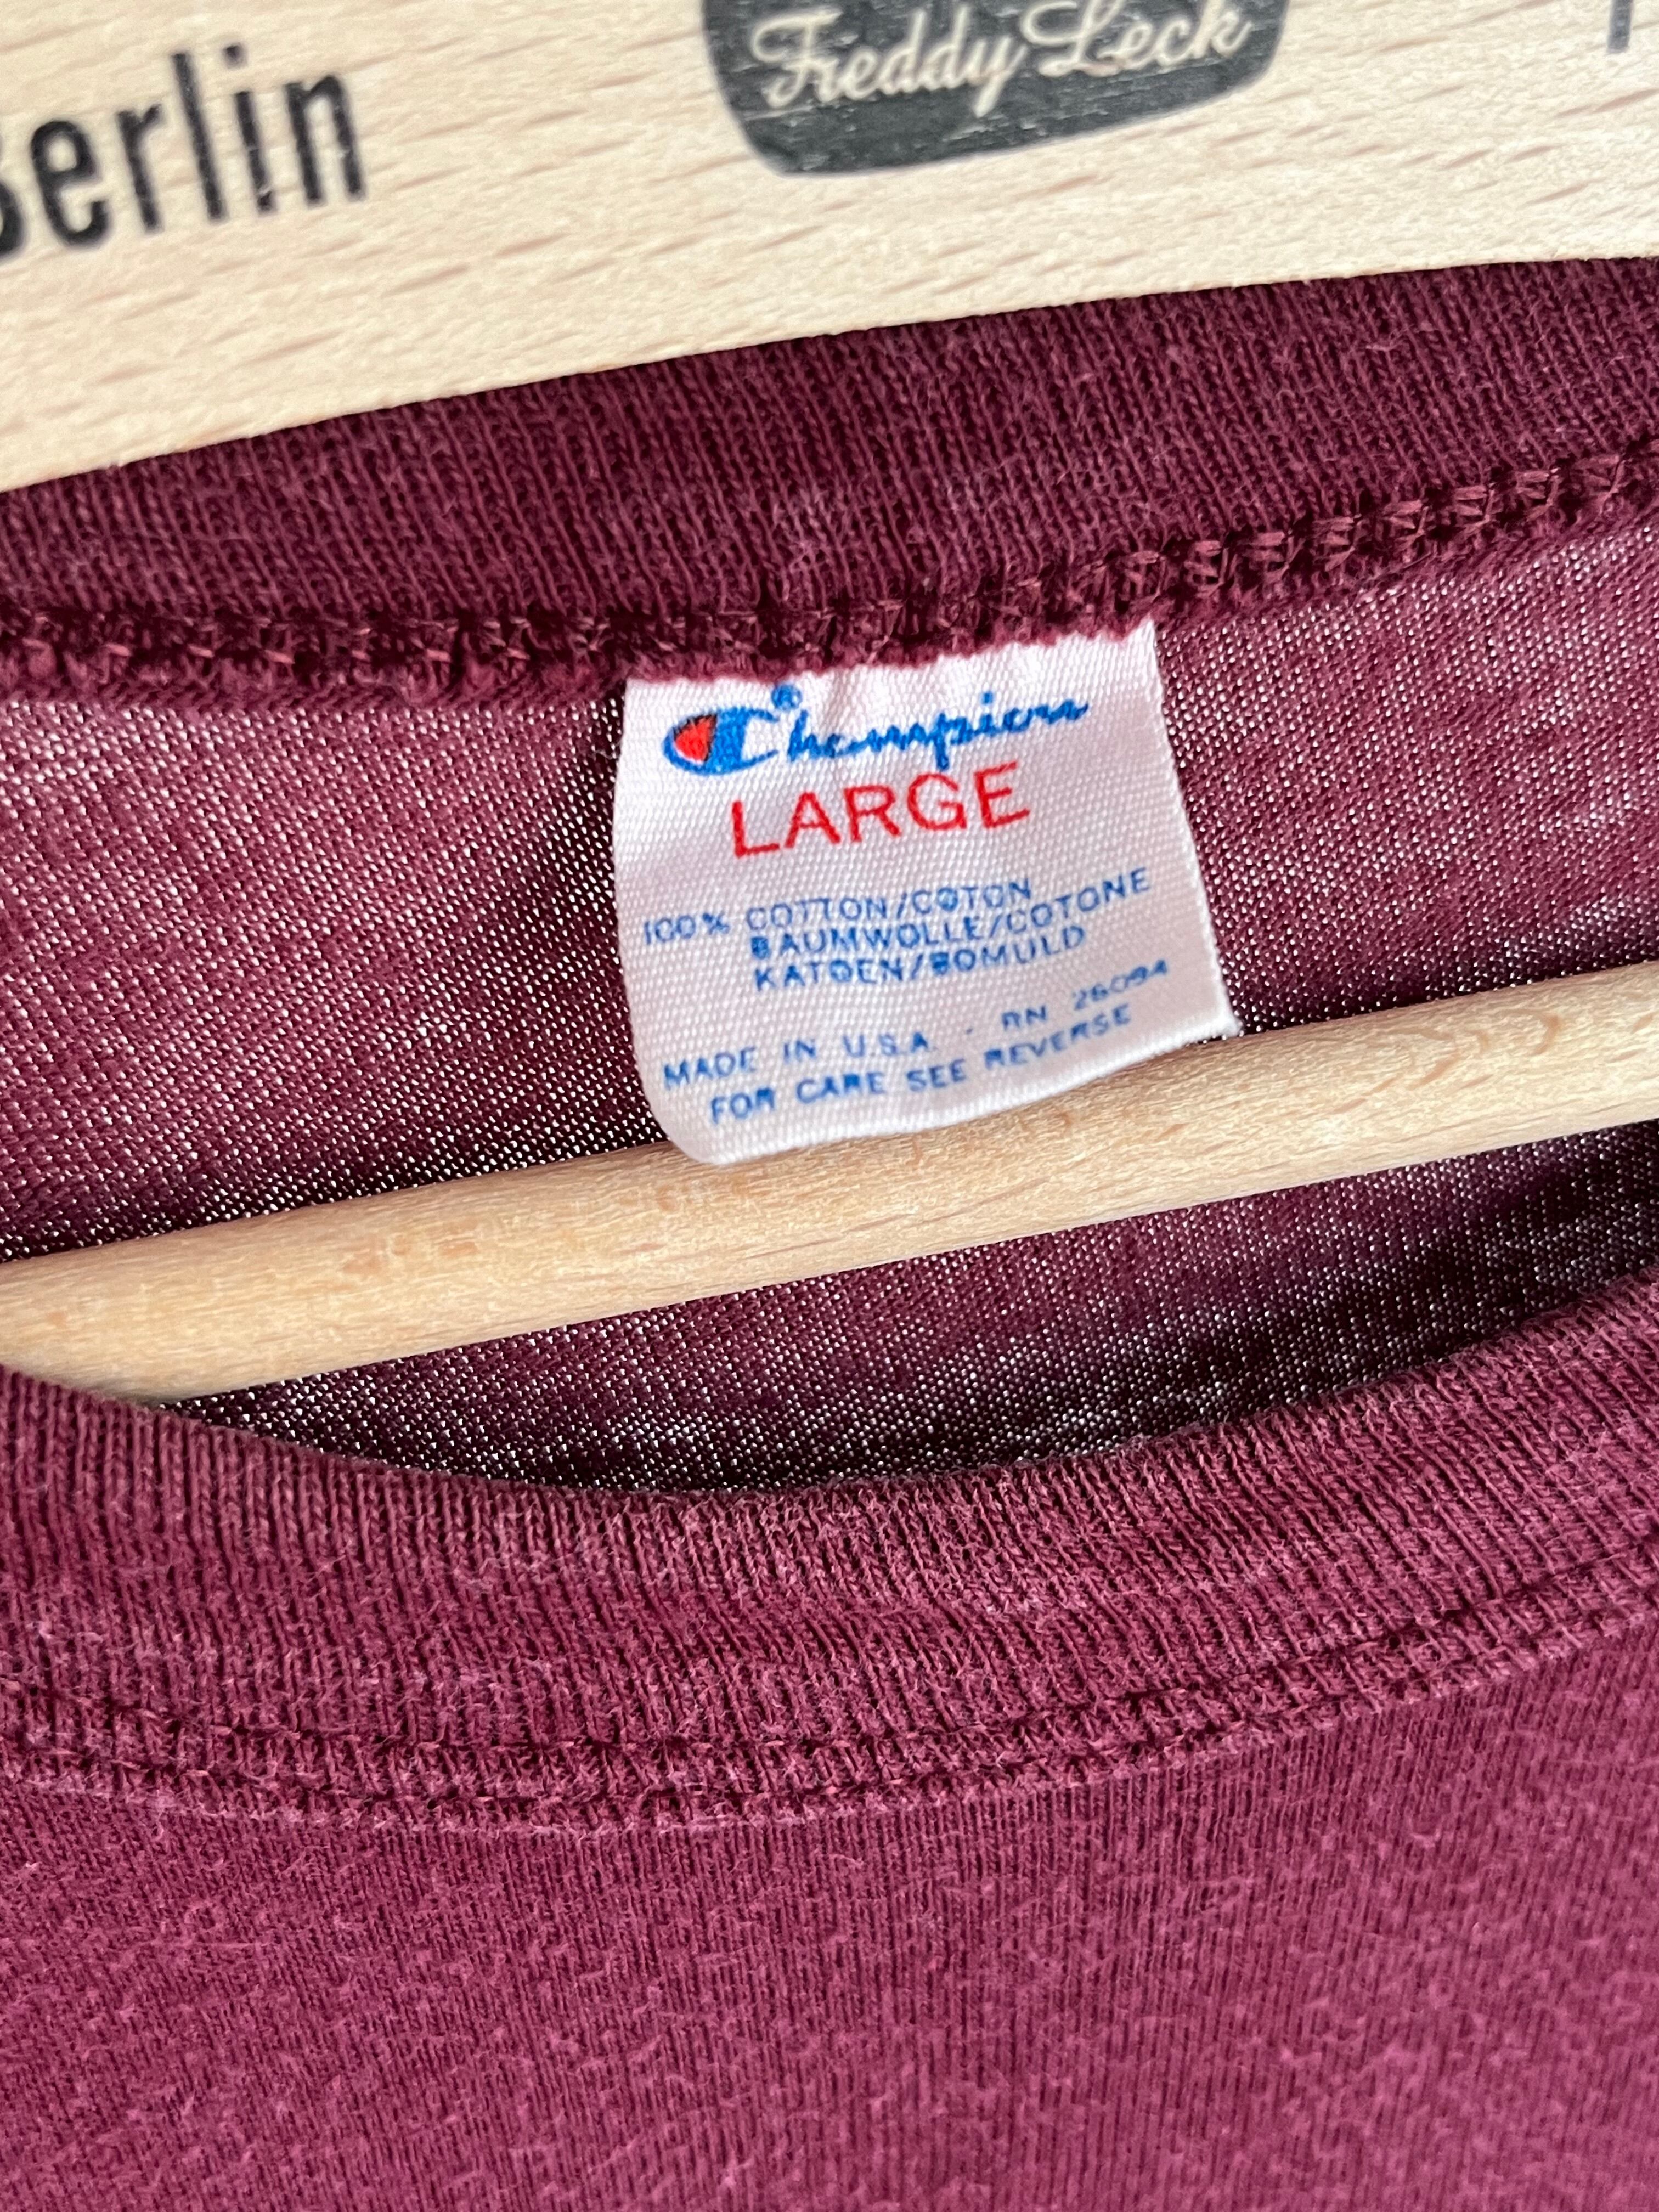 Freddy Leck
Berlin
Champion®
LARGE
100% COTTON/COTON
BAUMWOLLE/COTONE
KATOEN/BOMULD
MADE IN U.S.A. - RN 26094
FOR CARE SEE REVERSE